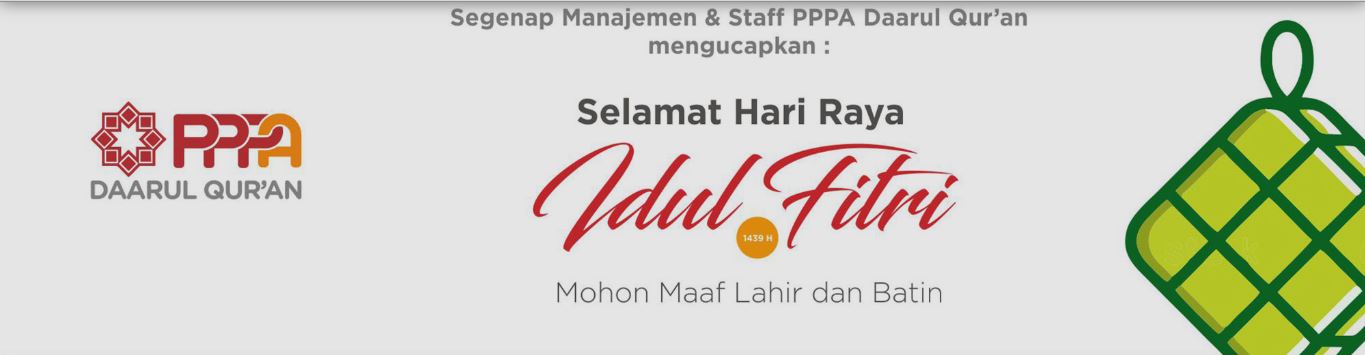 Segenap Manajemen & Staff PPPA Daarul Qur'an
mengucapkan :
PPPA
DAARUL QUR'AN
Selamat Hari Raya
Idul Fitri
1439 H
Mohon Maaf Lahir dan Batin